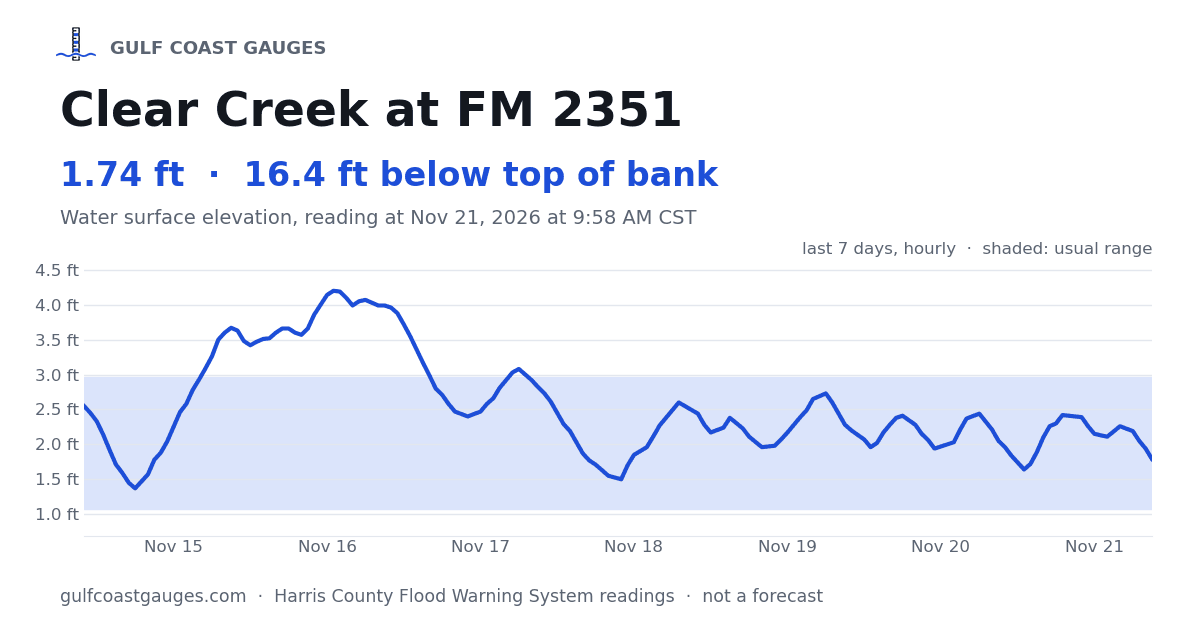 GULF COAST GAUGES
Clear Creek at FM 2351
1.74 ft · 16.4 ft below top of bank
Water surface elevation, reading at Nov 21, 2026 at 9:58 AM CST
last 7 days, hourly · shaded: usual range
4.5 ft
4.0 ft
3.5 ft
3.0 ft
2.5 ft
2.0 ft
1.5 ft
1.0 ft
Nov 15 Nov 16 Nov 17 Nov 18 Nov 19 Nov 20 Nov 21
gulfcoastgauges.com · Harris County Flood Warning System readings · not a forecast